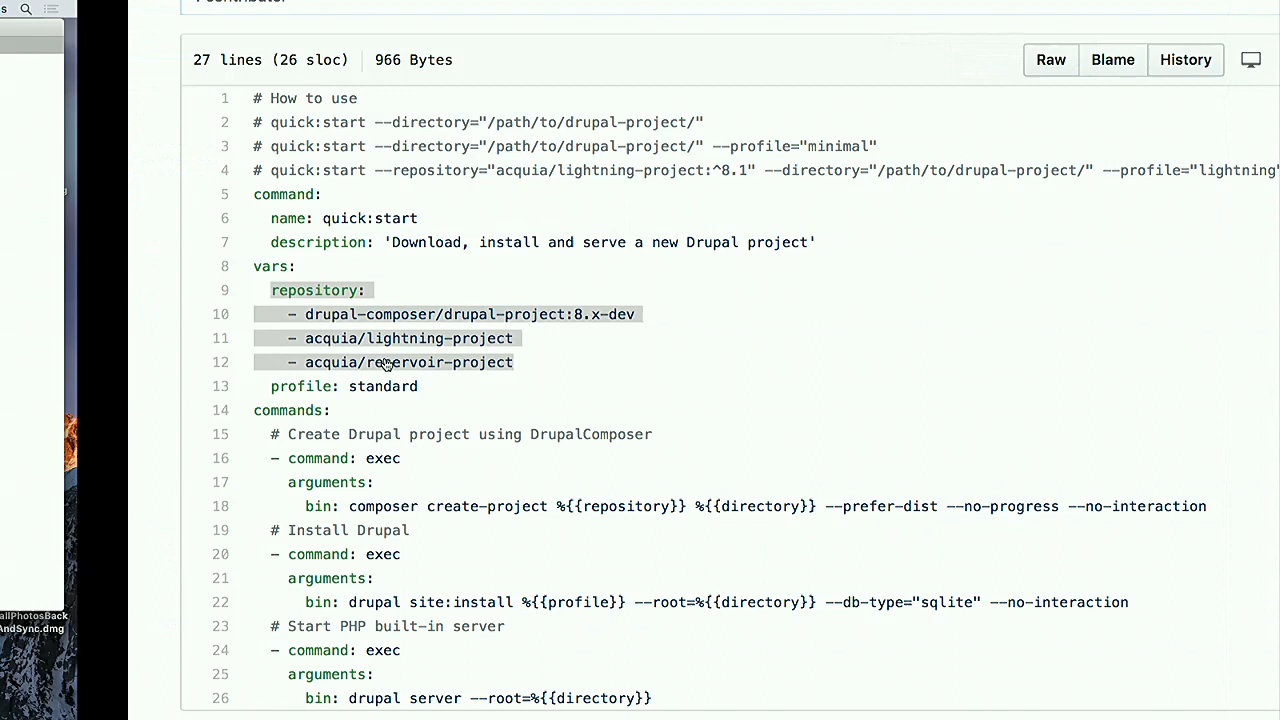 27 lines (26 sloc) 966 Bytes
Raw Blame History
1 # How to use
2 # quick:start --directory="/path/to/drupal-project/"
3 # quick:start --directory="/path/to/drupal-project/" --profile="minimal"
4 # quick:start --repository="acquia/lightning-project:^8.1" --directory="/path/to/drupal-project/" --profile="lightning"
5 command:
6 name: quick:start
7 description: 'Download, install and serve a new Drupal project'
8 vars:
9 repository:
10 - drupal-composer/drupal-project:8.x-dev
11 - acquia/lightning-project
12 - acquia/reservoir-project
13 profile: standard
14 commands:
15 # Create Drupal project using DrupalComposer
16 - command: exec
17 arguments:
18 bin: composer create-project %{{repository}} %{{directory}} --prefer-dist --no-progress --no-interaction
19 # Install Drupal
20 - command: exec
21 arguments:
22 bin: drupal site:install %{{profile}} --root=%{{directory}} --db-type="sqlite" --no-interaction
23 # Start PHP built-in server
24 - command: exec
25 arguments:
26 bin: drupal server --root=%{{directory}}
allPhotosBack
AndSync.dmg